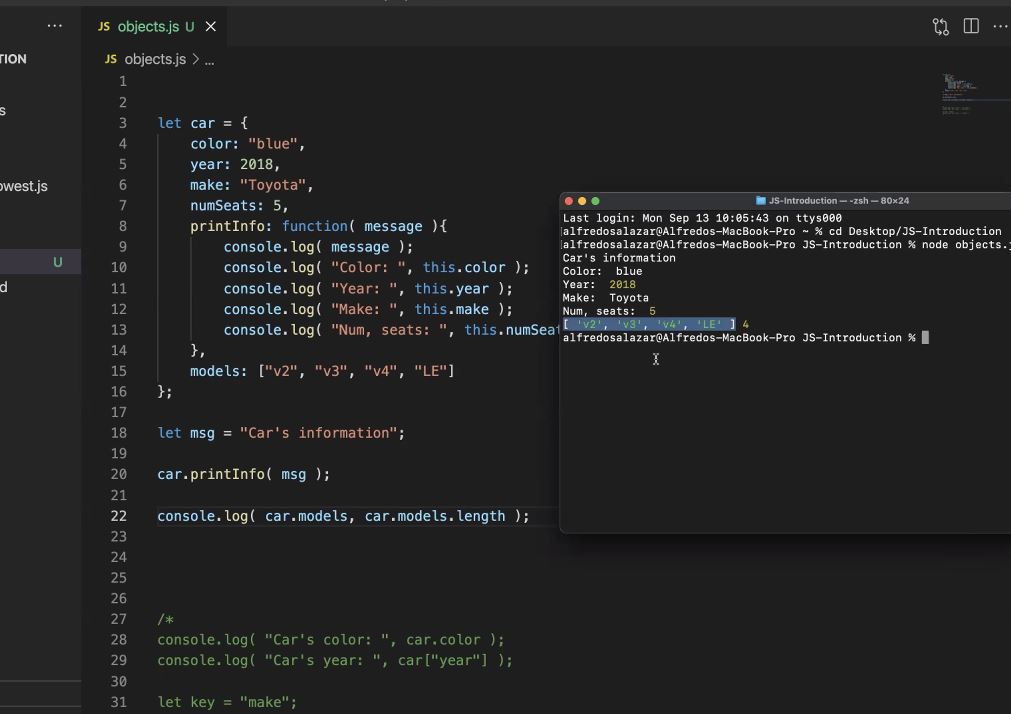 JS objects.js U
TION
JS objects.js > ...
1
2
3 let car = {
4 color: "blue",
5 year: 2018,
6 make: "Toyota",
7 numSeats: 5,
8 printInfo: function( message ){
9 console.log( message );
10 console.log( "Color: ", this.color );
11 console.log( "Year: ", this.year );
12 console.log( "Make: ", this.make );
13 console.log( "Num, seats: ", this.numSeat
14 },
15 models: ["v2", "v3", "v4", "LE"]
16 };
17
18 let msg = "Car's information";
19
20 car.printInfo( msg );
21
22 console.log( car.models, car.models.length );
23
24
25
26
27 /*
28 console.log( "Car's color: ", car.color );
29 console.log( "Car's year: ", car["year"] );
30
31 let key = "make";
s
owest.js
U
d
JS-Introduction — -zsh — 80×24
Last login: Mon Sep 13 10:05:43 on ttys000
alfredosalazar@Alfredos-MacBook-Pro ~ % cd Desktop/JS-Introduction
alfredosalazar@Alfredos-MacBook-Pro JS-Introduction % node objects.j
Car's information
Color:  blue
Year:  2018
Make:  Toyota
Num, seats:  5
[ 'v2', 'v3', 'v4', 'LE' ] 4
alfredosalazar@Alfredos-MacBook-Pro JS-Introduction %